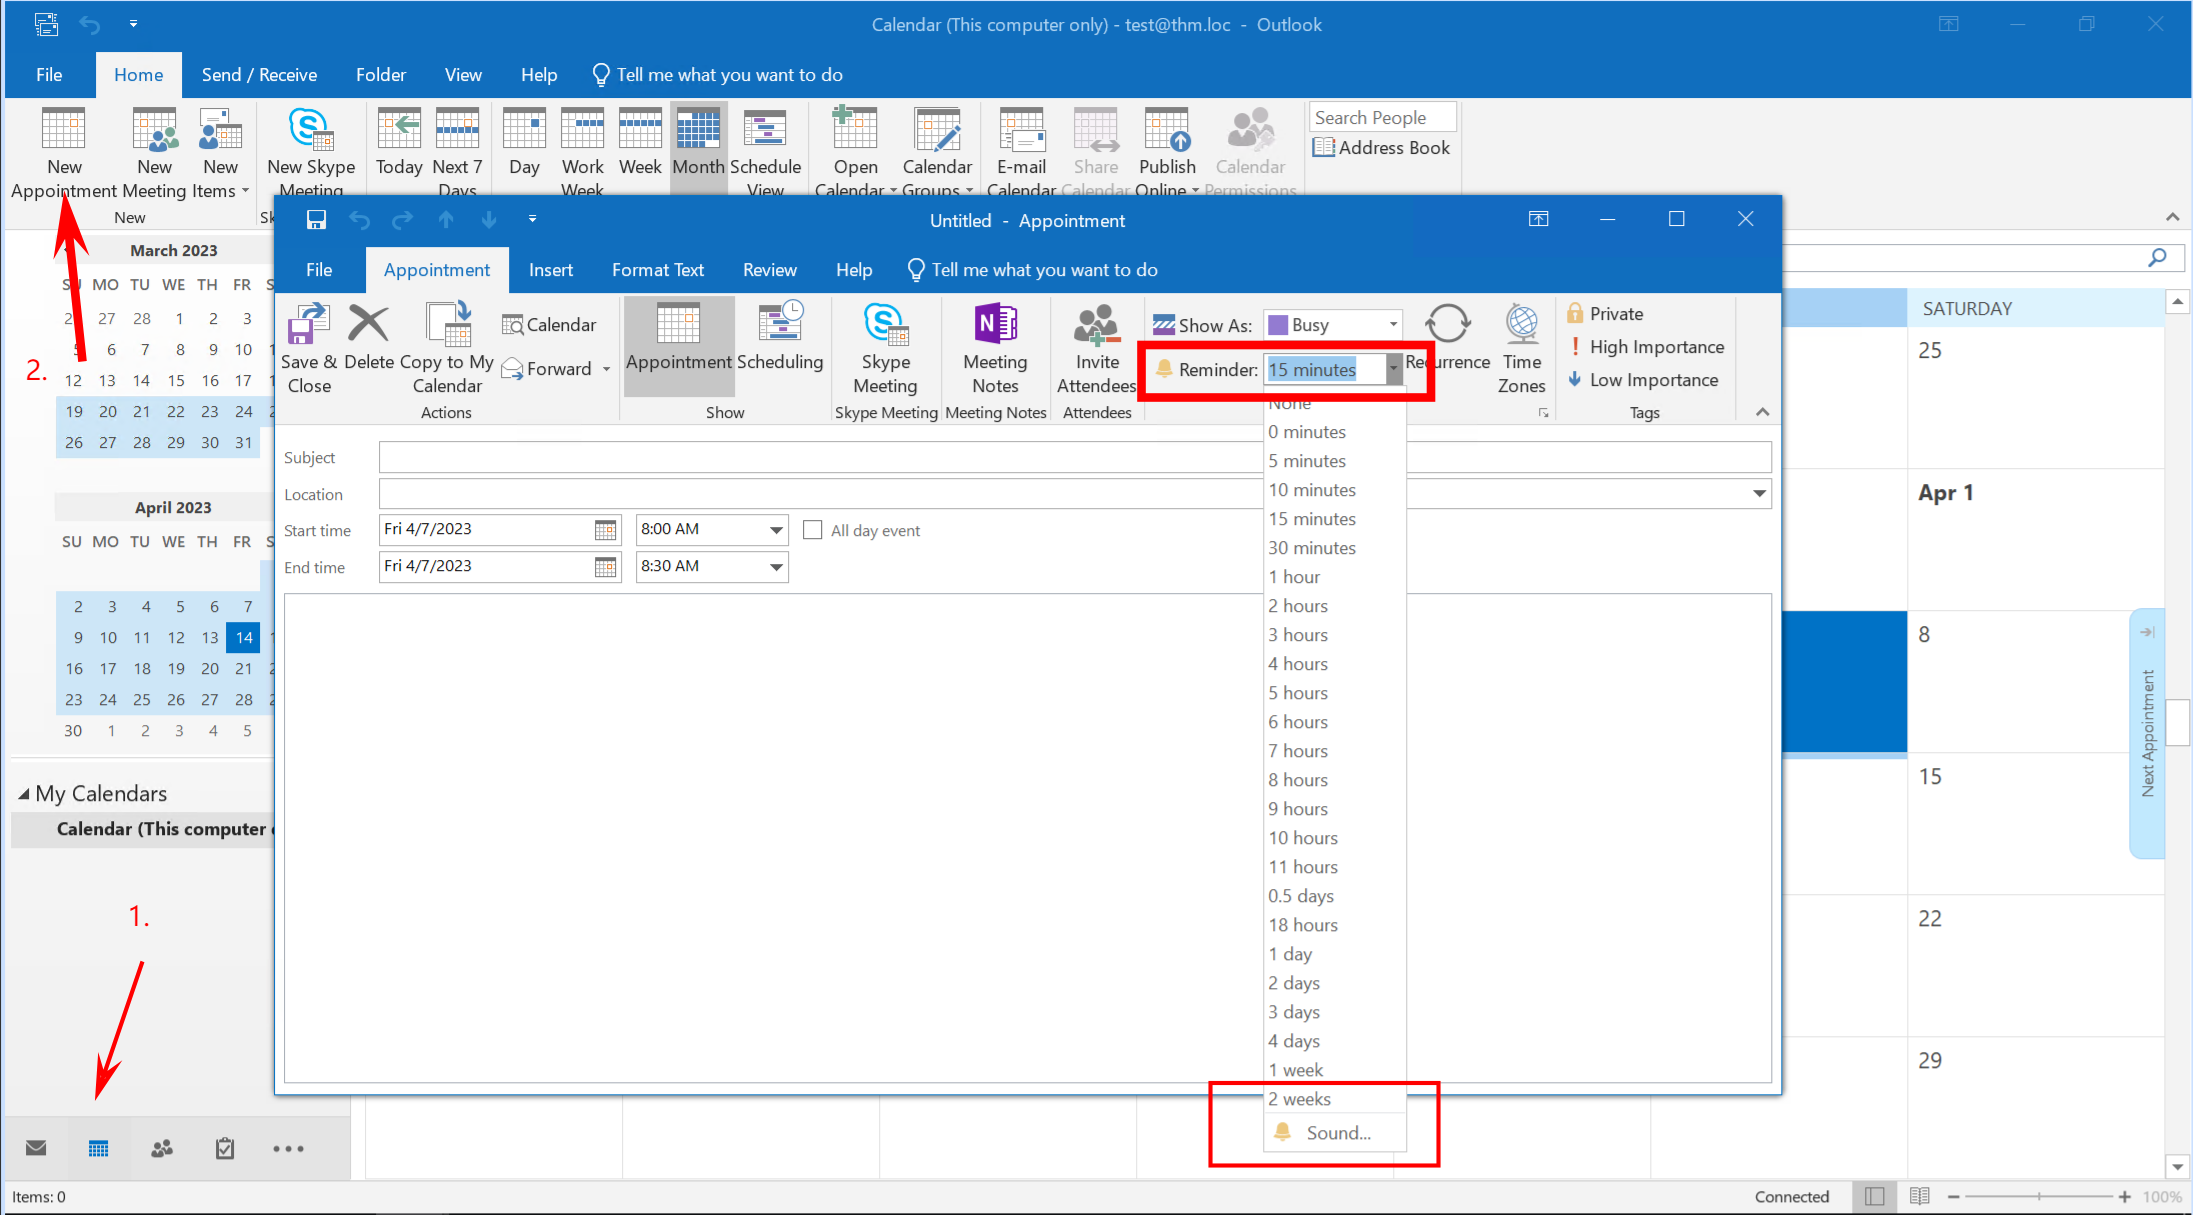 Calendar (This computer only) - test@thm.loc - Outlook
File Home Send / Receive Folder View Help Tell me what you want to do
New Appointment
New Meeting
New Items
New
New Skype Meeting
Today
Next 7 Days
Day
Work Week
Week
Month
Schedule View
Open Calendar
Calendar Groups
E-mail Calendar
Share Calendar
Publish Online
Calendar Permissions
Search People
Address Book
March 2023
SU MO TU WE TH FR S
27 28 1 2 3
5 6 7 8 9 10 1
12 13 14 15 16 17 1
19 20 21 22 23 24 2
26 27 28 29 30 31
2.
April 2023
SU MO TU WE TH FR S
2 3 4 5 6 7
9 10 11 12 13 14 1
16 17 18 19 20 21 2
23 24 25 26 27 28 2
30 1 2 3 4 5
My Calendars
Calendar (This computer
1.
Items: 0
Untitled - Appointment
File Appointment Insert Format Text Review Help Tell me what you want to do
Save & Close
Delete
Copy to My Calendar
Calendar
Forward
Actions
Appointment
Scheduling
Show
Skype Meeting
Skype Meeting
Meeting Notes
Meeting Notes
Invite Attendees
Attendees
Show As: Busy
Reminder: 15 minutes
Recurrence
Time Zones
Private
High Importance
Low Importance
Tags
Subject
Location
Start time Fri 4/7/2023 8:00 AM All day event
End time Fri 4/7/2023 8:30 AM
None
0 minutes
5 minutes
10 minutes
15 minutes
30 minutes
1 hour
2 hours
3 hours
4 hours
5 hours
6 hours
7 hours
8 hours
9 hours
10 hours
11 hours
0.5 days
18 hours
1 day
2 days
3 days
4 days
1 week
2 weeks
Sound...
SATURDAY
25
Apr 1
8
15
22
29
Next Appointment
Connected 100%